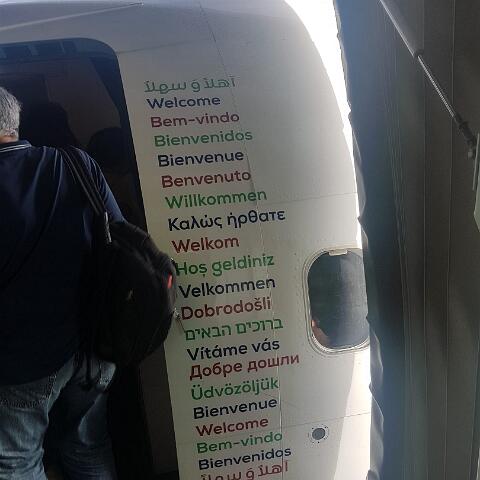 أهلاً و سهلاً
Welcome
Bem-vindo
Bienvenidos
Bienvenue
Benvenuto
Willkommen
Καλώς ήρθατε
Welkom
Hoş geldiniz
Velkommen
Dobrodošli
ברוכים הבאים
Vítáme vás
Добре дошли
Üdvözöljük
Bienvenue
Welcome
Bem-vindo
Bienvenidos
أهلاً و سهلاً